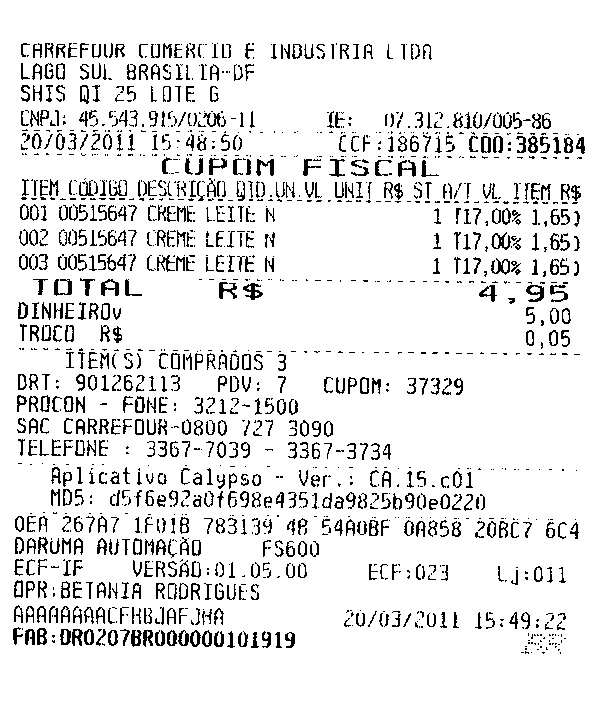 CARREFOUR COMERCIO E INDUSTRIA LTDA
LAGO SUL BRASILIA-DF
SHIS QI 25 LOTE G
CNPJ: 45.543.915/0206-11 IE: 07.312.810/005-86
20/03/2011 15:48:50 CCF:186715 COO:385184
CUPOM FISCAL
ITEM CÓDIGO DESCRIÇÃO QTD.UN.VL UNIT R$ ST A/T VL ITEM R$
001 00515647 CREME LEITE N 1 T17,00% 1,65)
002 00515647 CREME LEITE N 1 T17,00% 1,65)
003 00515647 CREME LEITE N 1 T17,00% 1,65)
TOTAL R$ 4,95
DINHEIROv 5,00
TROCO R$ 0,05
ITEM(S) COMPRADOS 3
DRT: 901262113 PDV: 7 CUPOM: 37329
PROCON - FONE: 3212-1500
SAC CARREFOUR-0800 727 3090
TELEFONE : 3367-7039 - 3367-3734
Aplicativo Calypso - Ver.: CA.15.c01
MD5: d5f6e92a0f698e4351da9825b90e0220
OEA 267A7 1F01B 783139 4B 54A0BF 0A858 20BC7 6C4
DARUMA AUTOMAÇÃO FS600
ECF-IF VERSÃO:01.05.00 ECF:023 Lj:011
OPR:BETANIA RODRIGUES
AAAAAAAACFHBJAFJHA 20/03/2011 15:49:22
FAB:DR0207BR000000101919
BR